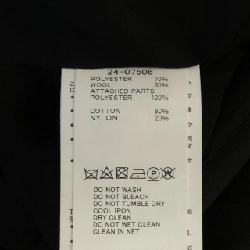 24-07506
POLYESTER 70%
WOOL 30%
ATTACHED PARTS
POLYESTER 100%
COTTON 80%
NYLON 20%
DO NOT WASH
DO NOT BLEACH
DO NOT TUMBLE DRY
COOL IRON
DRY CLEAN
DO NOT WET CLEAN
CLEAN IN NET